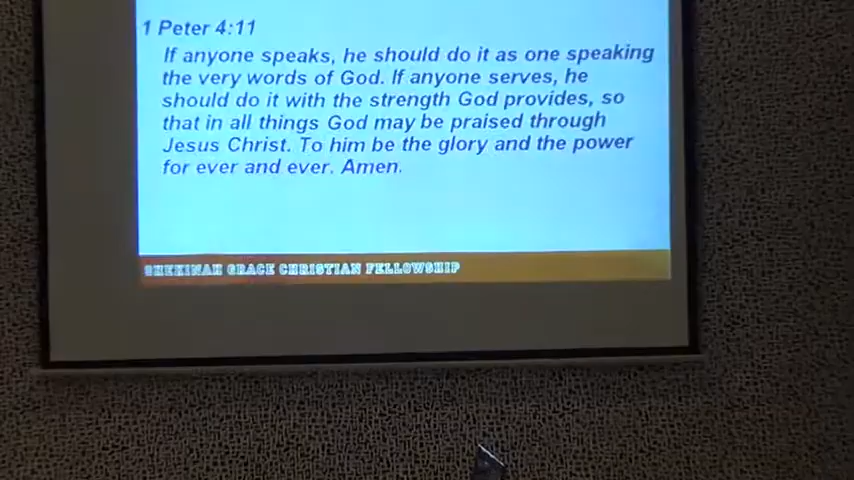 1 Peter 4:11
If anyone speaks, he should do it as one speaking
the very words of God. If anyone serves, he
should do it with the strength God provides, so
that in all things God may be praised through
Jesus Christ. To him be the glory and the power
for ever and ever. Amen.
SHEKINAH GRACE CHRISTIAN FELLOWSHIP